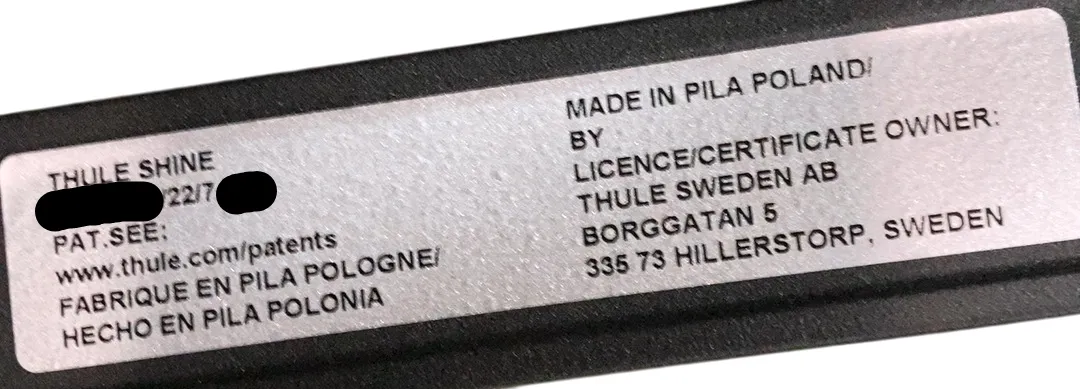 THULE SHINE
/22/7
PAT.SEE:
www.thule.com/patents
FABRIQUE EN PILA POLOGNE/
HECHO EN PILA POLONIA
MADE IN PILA POLAND/
BY
LICENCE/CERTIFICATE OWNER:
THULE SWEDEN AB
BORGGATAN 5
335 73 HILLERSTORP, SWEDEN